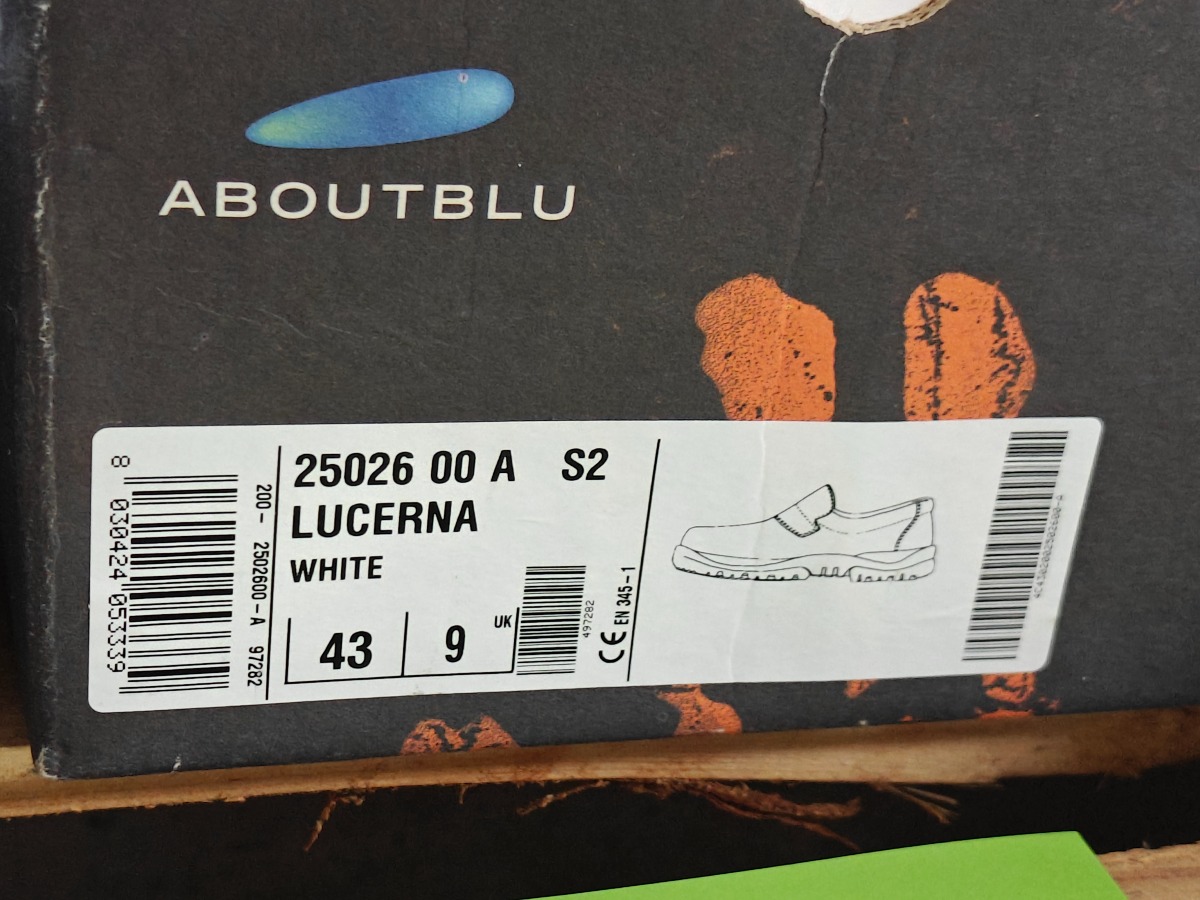 ABOUTBLU
8 030424 053339
200- 2502600-A 97282
25026 00 A S2
LUCERNA
WHITE
43 9 UK
497282
CE EN 345-1